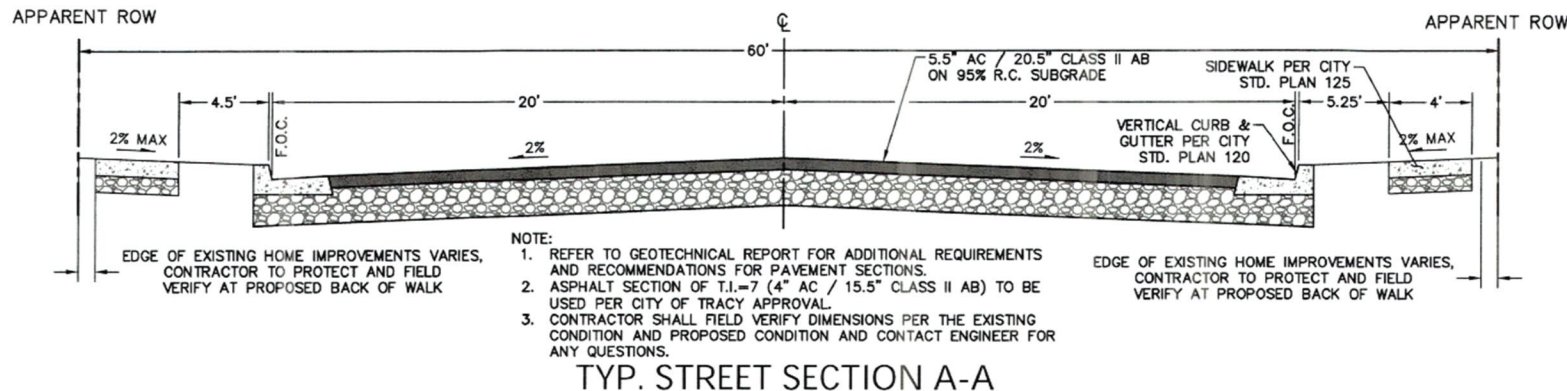 APPARENT ROW
℄
APPARENT ROW
60'
5.5" AC / 20.5" CLASS II AB
ON 95% R.C. SUBGRADE
SIDEWALK PER CITY
STD. PLAN 125
4.5'
20'
20'
5.25'
4'
F.O.C.
F.O.C.
VERTICAL CURB &
GUTTER PER CITY
STD. PLAN 120
2% MAX
2%
2%
2% MAX
EDGE OF EXISTING HOME IMPROVEMENTS VARIES,
CONTRACTOR TO PROTECT AND FIELD
VERIFY AT PROPOSED BACK OF WALK
NOTE:
1. REFER TO GEOTECHNICAL REPORT FOR ADDITIONAL REQUIREMENTS
AND RECOMMENDATIONS FOR PAVEMENT SECTIONS.
2. ASPHALT SECTION OF T.I.=7 (4" AC / 15.5" CLASS II AB) TO BE
USED PER CITY OF TRACY APPROVAL.
3. CONTRACTOR SHALL FIELD VERIFY DIMENSIONS PER THE EXISTING
CONDITION AND PROPOSED CONDITION AND CONTACT ENGINEER FOR
ANY QUESTIONS.
EDGE OF EXISTING HOME IMPROVEMENTS VARIES,
CONTRACTOR TO PROTECT AND FIELD
VERIFY AT PROPOSED BACK OF WALK
TYP. STREET SECTION A-A